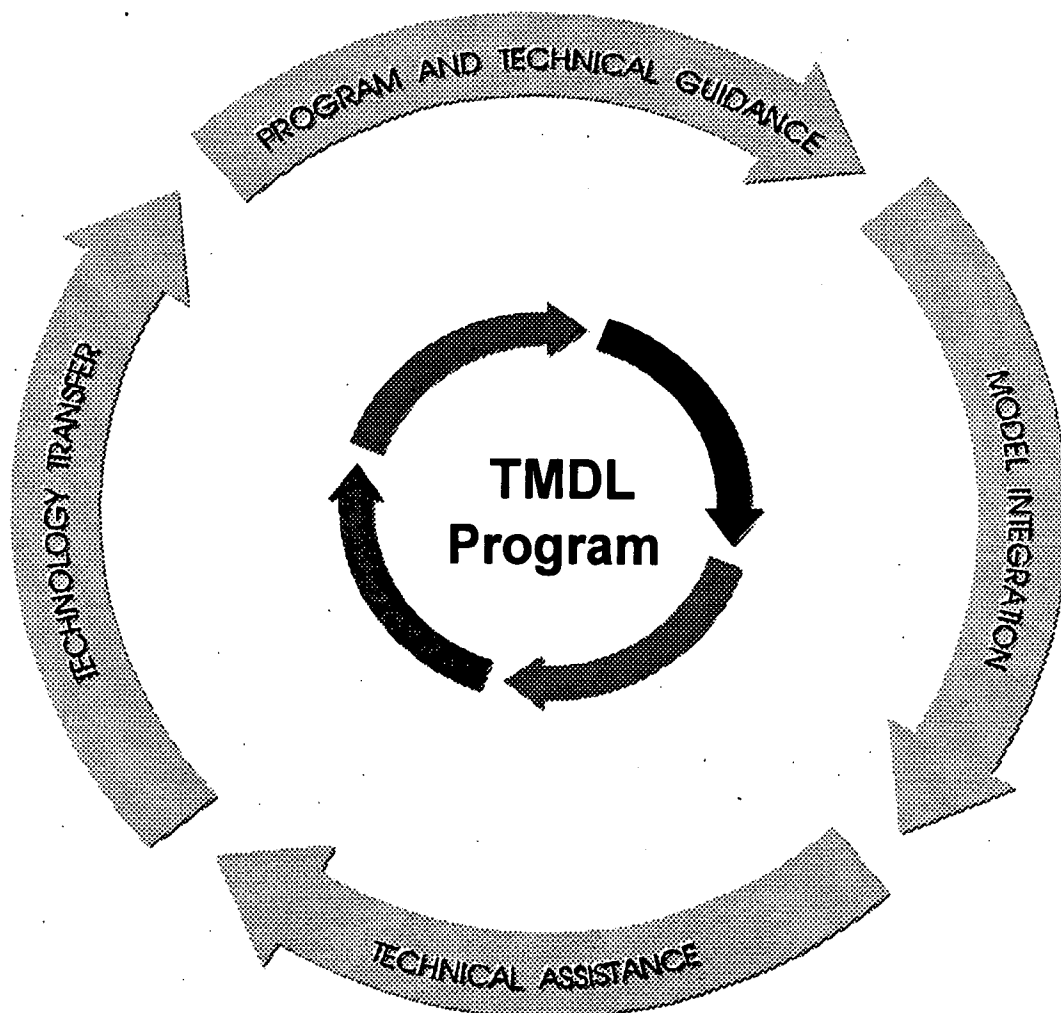 PROGRAM AND TECHNICAL GUIDANCE
MODEL INTEGRATION
TECHNICAL ASSISTANCE
TECHNOLOGY TRANSFER
TMDL
Program